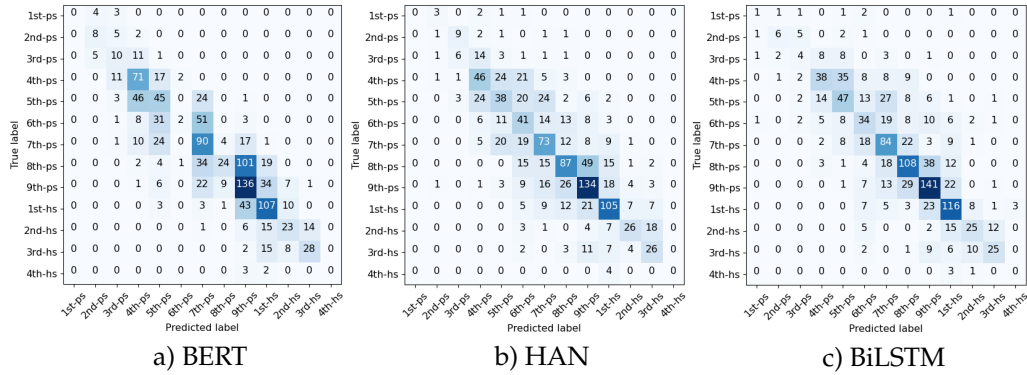 True label
1st-ps 0 4 3 0 0 0 0 0 0 0 0 0 0
2nd-ps 0 8 5 2 0 0 0 0 0 0 0 0 0
3rd-ps 0 5 10 11 1 0 0 0 0 0 0 0 0
4th-ps 0 0 11 71 17 2 0 0 0 0 0 0 0
5th-ps 0 0 3 46 45 0 24 0 1 0 0 0 0
6th-ps 0 0 1 8 31 2 51 0 3 0 0 0 0
7th-ps 0 0 1 10 24 0 90 4 17 1 0 0 0
8th-ps 0 0 0 2 4 1 34 24 101 19 0 0 0
9th-ps 0 0 0 1 6 0 22 9 136 34 7 1 0
1st-hs 0 0 0 0 3 0 3 1 43 107 10 0 0
2nd-hs 0 0 0 0 0 0 1 0 6 15 23 14 0
3rd-hs 0 0 0 0 0 0 0 0 2 15 8 28 0
4th-hs 0 0 0 0 0 0 0 0 3 2 0 0 0
1st-ps 2nd-ps 3rd-ps 4th-ps 5th-ps 6th-ps 7th-ps 8th-ps 9th-ps 1st-hs 2nd-hs 3rd-hs 4th-hs
Predicted label
a) BERT
True label
1st-ps 0 3 0 2 1 1 0 0 0 0 0 0 0
2nd-ps 0 2 9 2 1 1 0 0 0 0 0 0 0
3rd-ps 0 1 6 14 3 1 1 0 1 0 0 0 0
4th-ps 0 1 1 46 24 21 5 3 0 0 0 0 0
5th-ps 0 0 3 24 38 20 24 2 6 2 0 0 0
6th-ps 0 0 0 6 11 41 14 13 8 3 0 0 0
7th-ps 0 0 0 5 20 19 73 12 8 9 1 0 0
8th-ps 0 0 0 0 1 15 15 87 49 15 1 2 0
9th-ps 1 0 1 1 3 9 16 26 134 18 4 3 0
1st-hs 0 0 0 0 1 5 9 12 21 105 7 7 0
2nd-hs 0 0 0 0 0 3 1 0 4 7 26 18 0
3rd-hs 0 0 0 0 0 0 2 3 11 7 4 26 0
4th-hs 0 0 0 0 0 0 0 0 1 4 0 0 0
1st-ps 2nd-ps 3rd-ps 4th-ps 5th-ps 6th-ps 7th-ps 8th-ps 9th-ps 1st-hs 2nd-hs 3rd-hs 4th-hs
Predicted label
b) HAN
True label
1st-ps 1 1 1 0 1 2 0 0 1 0 0 0 0
2nd-ps 1 6 5 0 2 1 0 0 0 0 0 0 0
3rd-ps 1 2 4 8 8 0 3 1 0 0 0 0 0
4th-ps 0 0 3 38 35 8 8 9 0 0 0 0 0
5th-ps 0 0 2 14 47 13 27 8 6 1 0 1 0
6th-ps 1 0 2 5 8 34 19 8 10 9 0 0 0
7th-ps 0 0 0 2 8 18 84 22 9 3 1 0 0
8th-ps 0 0 0 3 1 4 18 108 38 12 0 1 0
9th-ps 0 0 0 0 1 7 13 29 141 22 2 1 0
1st-hs 0 0 0 0 1 7 5 3 23 116 8 1 3
2nd-hs 0 0 0 0 0 5 0 0 2 15 25 12 0
3rd-hs 0 0 0 0 0 2 0 1 9 6 10 25 0
4th-hs 0 0 0 0 0 0 0 0 0 3 1 0 0
1st-ps 2nd-ps 3rd-ps 4th-ps 5th-ps 6th-ps 7th-ps 8th-ps 9th-ps 1st-hs 2nd-hs 3rd-hs 4th-hs
Predicted label
c) BiLSTM